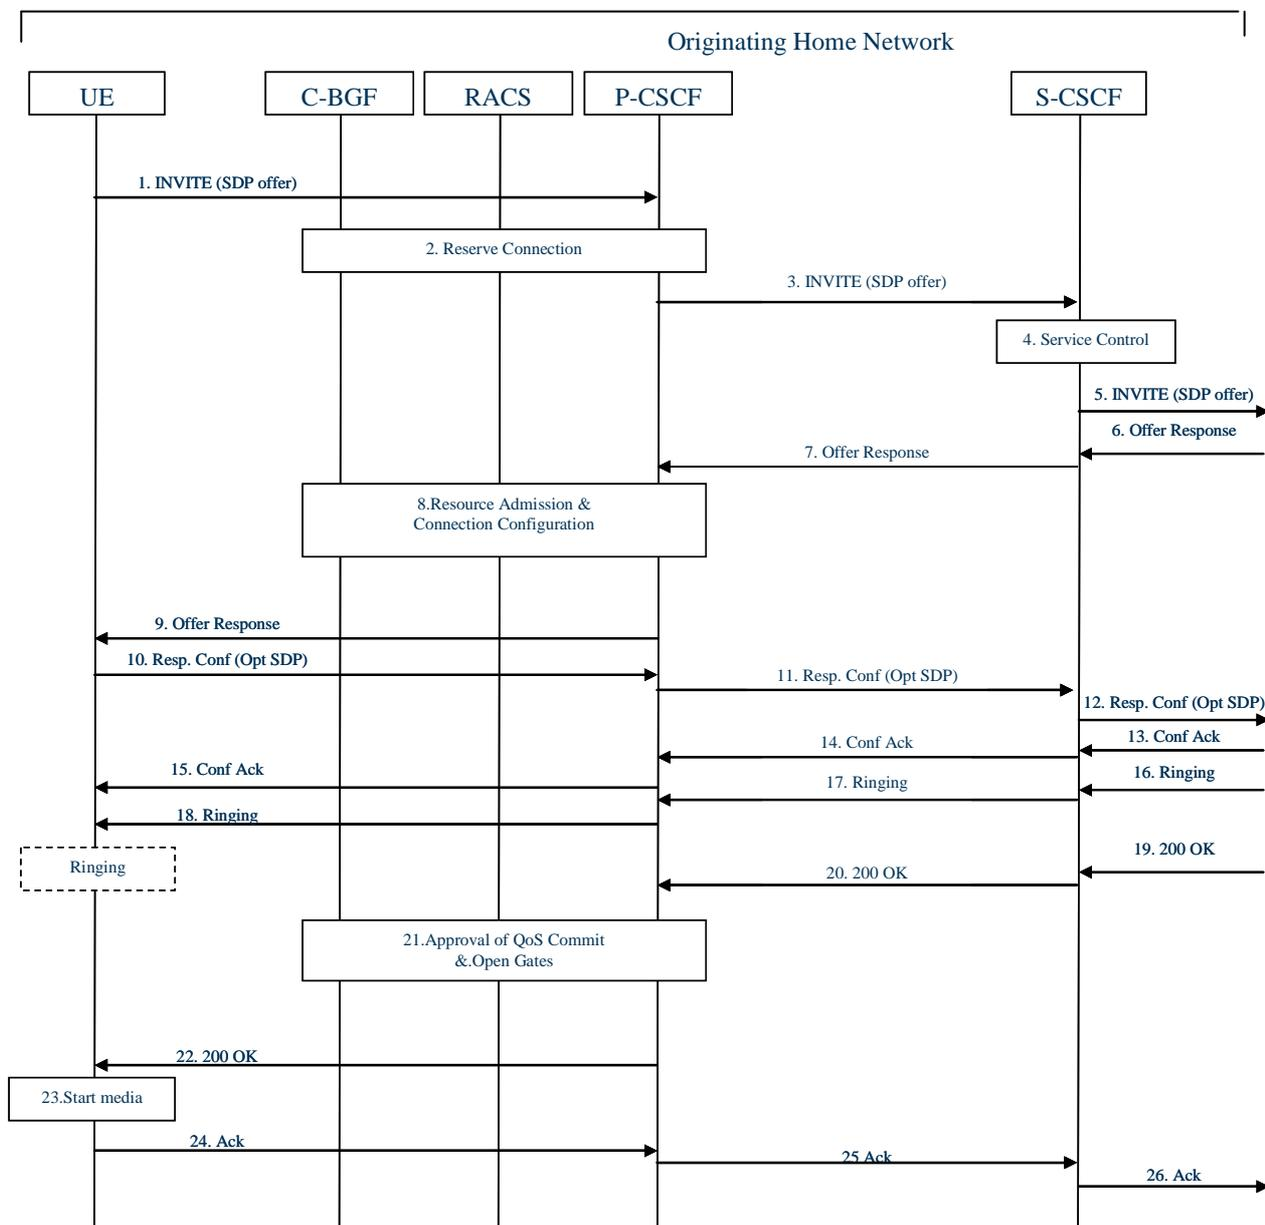 Originating Home Network
UE
C-BGF
RACS
P-CSCF
S-CSCF
1. INVITE (SDP offer)
2. Reserve Connection
3. INVITE (SDP offer)
4. Service Control
5. INVITE (SDP offer)
6. Offer Response
7. Offer Response
8.Resource Admission &
Connection Configuration
9. Offer Response
10. Resp. Conf (Opt SDP)
11. Resp. Conf (Opt SDP)
12. Resp. Conf (Opt SDP)
13. Conf Ack
14. Conf Ack
15. Conf Ack
16. Ringing
17. Ringing
18. Ringing
Ringing
19. 200 OK
20. 200 OK
21.Approval of QoS Commit
&.Open Gates
22. 200 OK
23.Start media
24. Ack
25 Ack
26. Ack